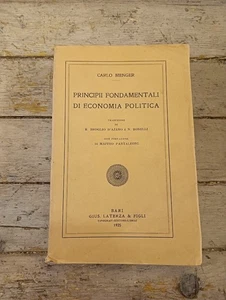 CARLO MENGER
PRINCIPII FONDAMENTALI
DI ECONOMIA POLITICA
TRADUZIONE
DI
CON PREFAZIONE
DI MAFFEO PANTALEONI
BARI
GIUS. LATERZA & FIGLI